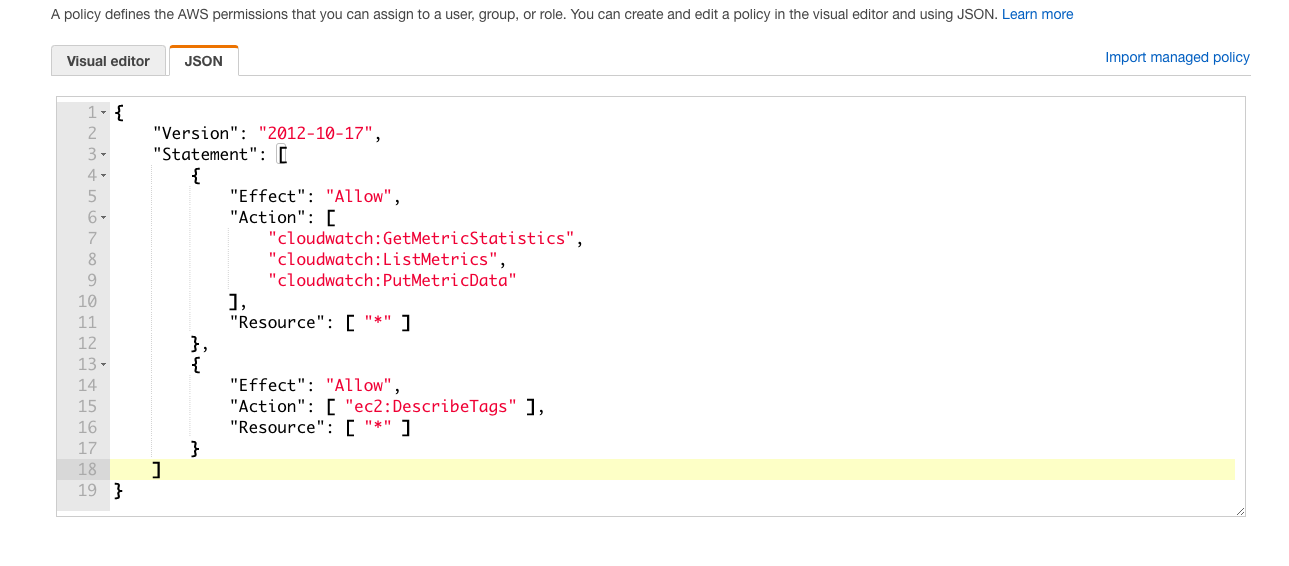 A policy defines the AWS permissions that you can assign to a user, group, or role. You can create and edit a policy in the visual editor and using JSON. Learn more
Visual editor
JSON
Import managed policy
1 {
2     "Version": "2012-10-17",
3     "Statement": [
4         {
5             "Effect": "Allow",
6             "Action": [
7                 "cloudwatch:GetMetricStatistics",
8                 "cloudwatch:ListMetrics",
9                 "cloudwatch:PutMetricData"
10             ],
11             "Resource": [ "*" ]
12         },
13         {
14             "Effect": "Allow",
15             "Action": [ "ec2:DescribeTags" ],
16             "Resource": [ "*" ]
17         }
18     ]
19 }